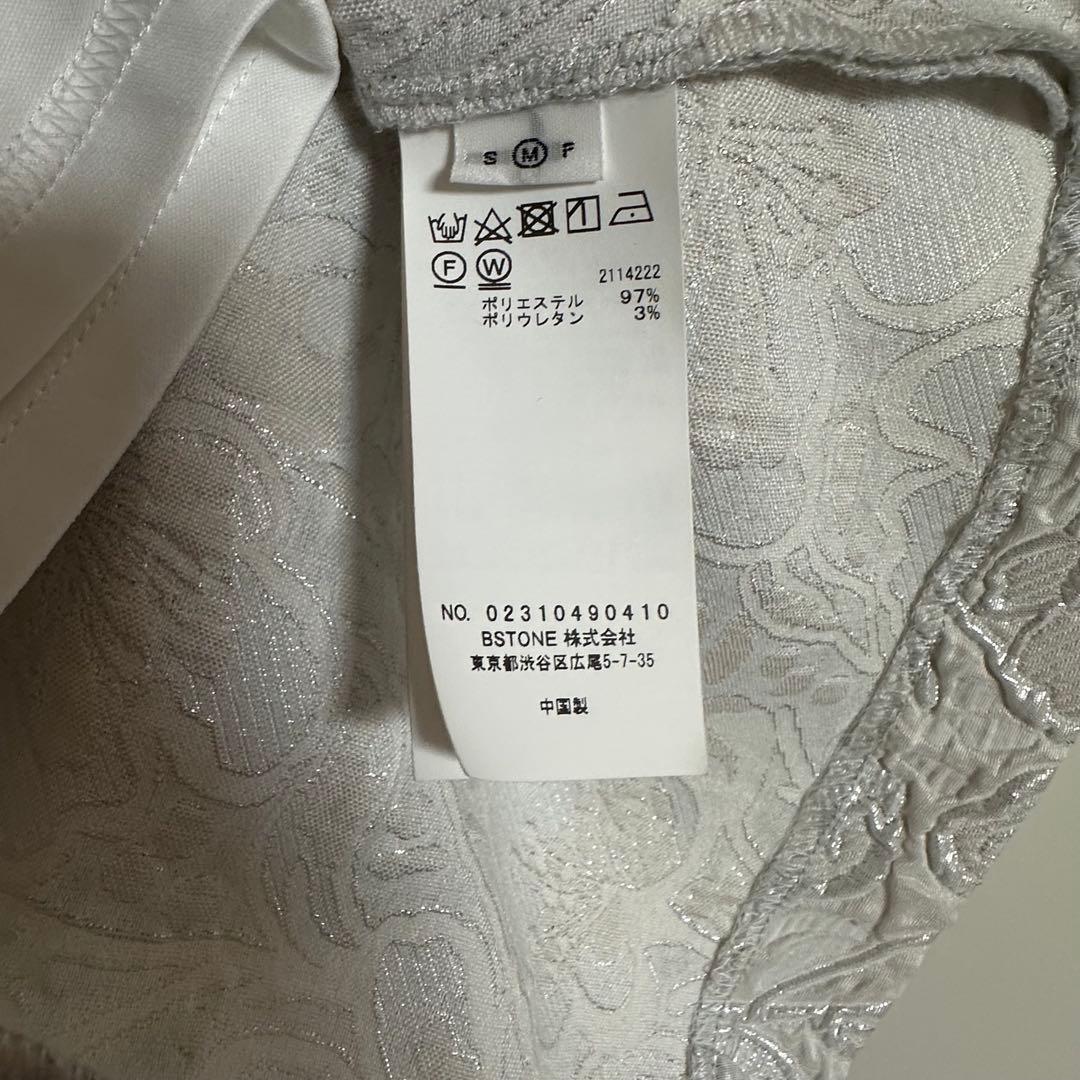 S M F
F W
2114222
ポリエステル 97%
ポリウレタン 3%
NO. 02310490410
BSTONE 株式会社
東京都渋谷区広尾5-7-35
中国製